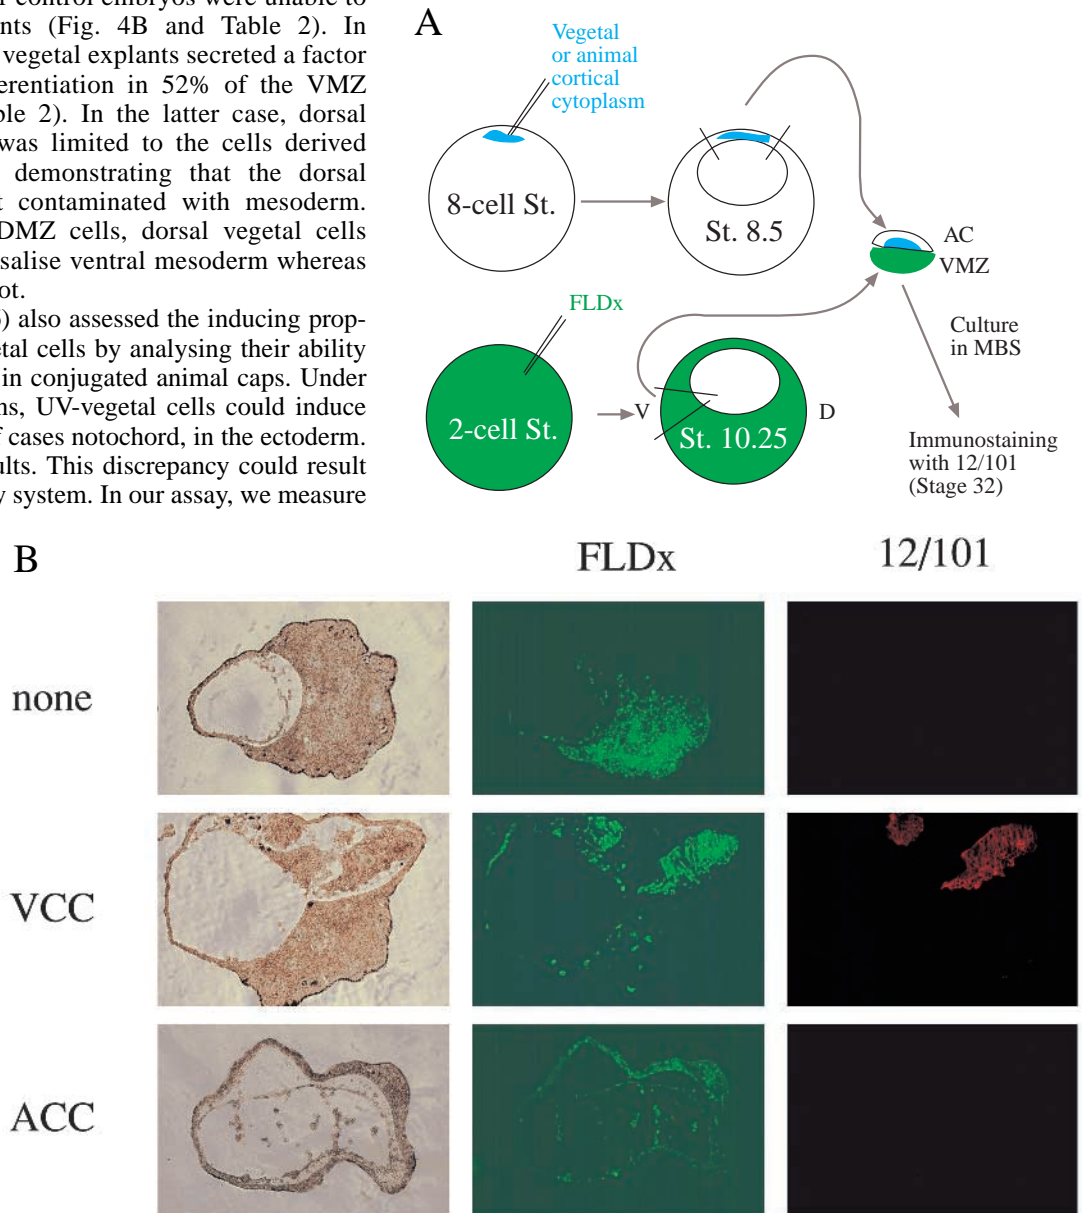 r control embryos were unable to
nts (Fig. 4B and Table 2). In
vegetal explants secreted a factor
erentiation in 52% of the VMZ
ble 2). In the latter case, dorsal
was limited to the cells derived
demonstrating that the dorsal
t contaminated with mesoderm.
DMZ cells, dorsal vegetal cells
salise ventral mesoderm whereas
ot.
) also assessed the inducing prop-
etal cells by analysing their ability
in conjugated animal caps. Under
ns, UV-vegetal cells could induce
f cases notochord, in the ectoderm.
ults. This discrepancy could result
y system. In our assay, we measure
A
Vegetal
or animal
cortical
cytoplasm
8-cell St.
St. 8.5
AC
VMZ
FLDx
2-cell St.
V
St. 10.25
D
Culture
in MBS
Immunostaining
with 12/101
(Stage 32)
B
FLDx
12/101
none
VCC
ACC